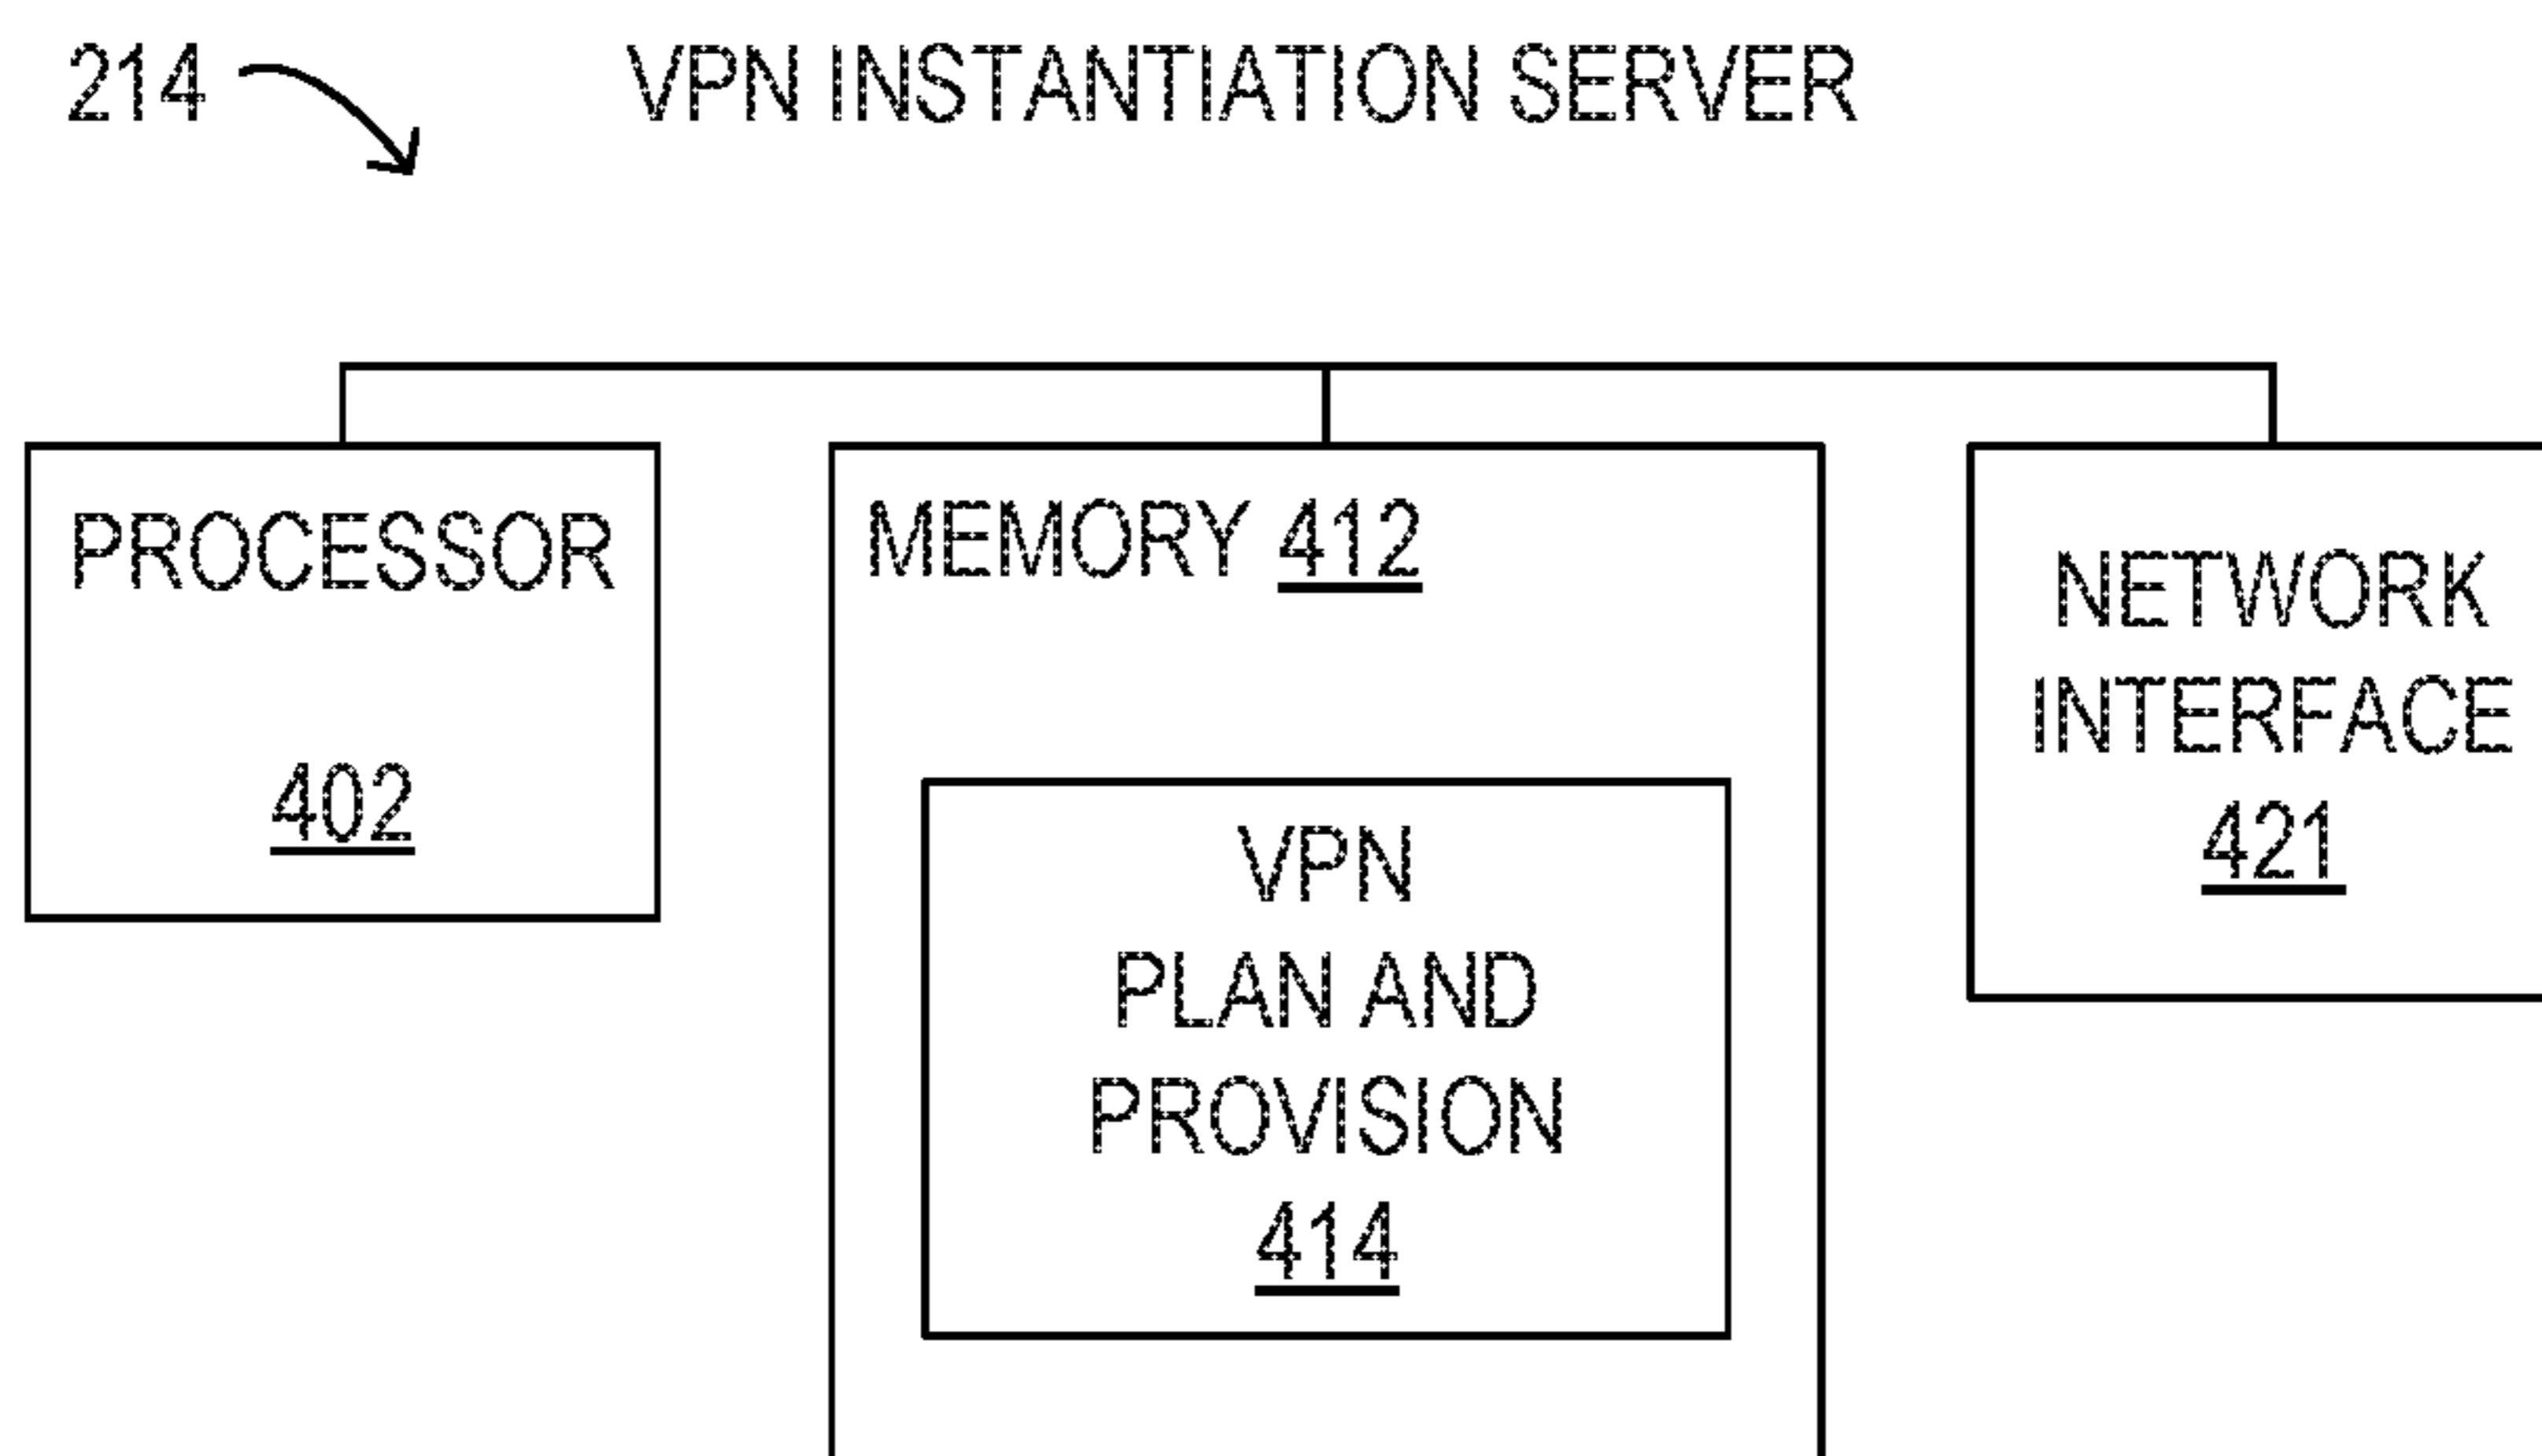 214
VPN INSTANTIATION SERVER
PROCESSOR
402
MEMORY 412
VPN
PLAN AND
PROVISION
414
NETWORK
INTERFACE
421